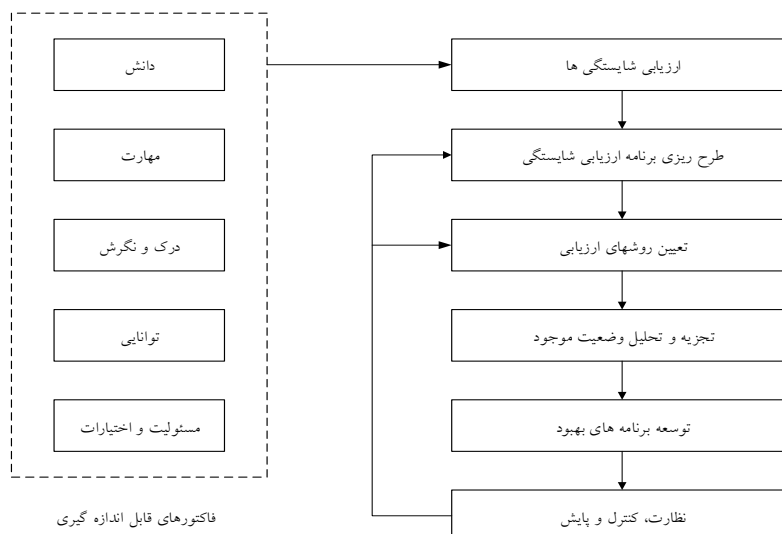 ارزیابی شایستگی ها
طرح ریزی برنامه ارزیابی شایستگی
تعیین روشهای ارزیابی
تجزیه و تحلیل وضعیت موجود
توسعه برنامه های بهبود
نظارت، کنترل و پایش
دانش
مهارت
درک و نگرش
توانایی
مسئولیت و اختیارات
فاکتورهای قابل اندازه گیری